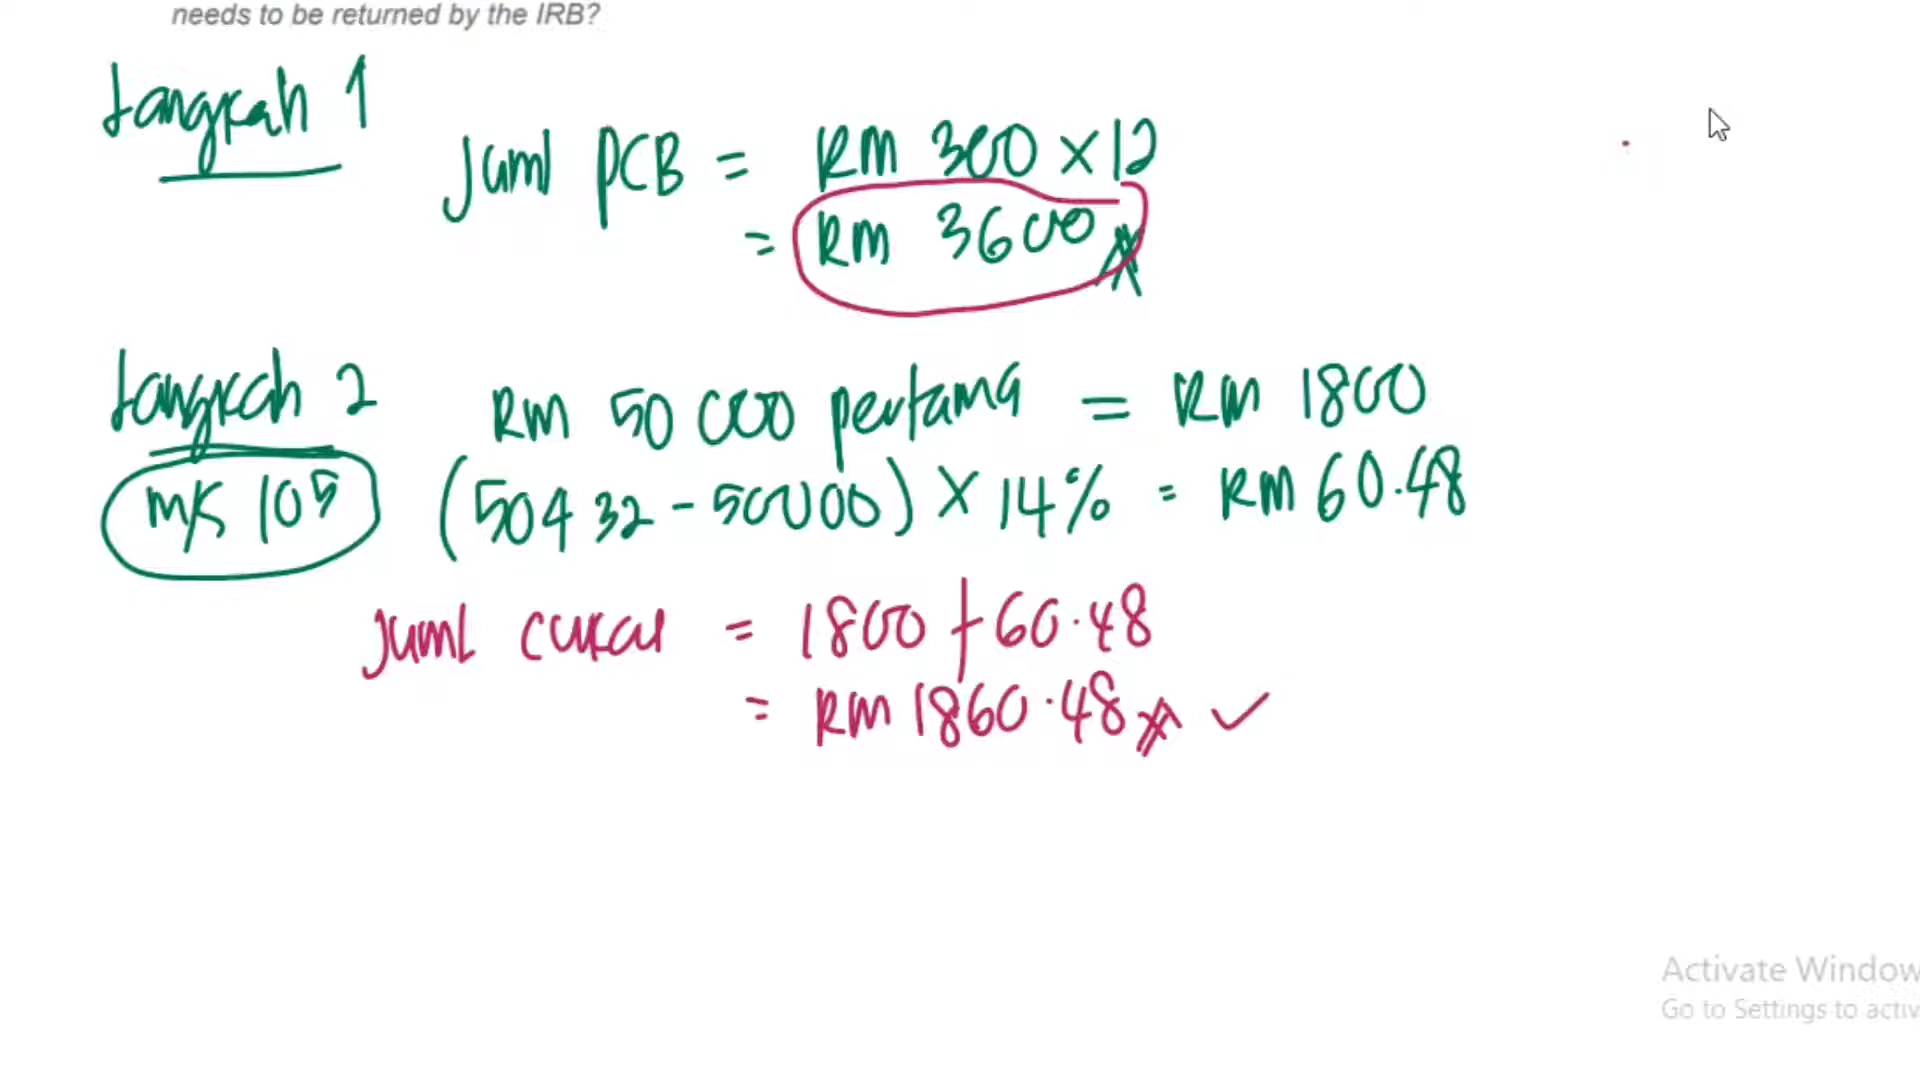 needs to be returned by the IRB?
Langkah 1
Juml PCB = RM 300 × 12
= RM 3600
Langkah 2
RM 50 000 pertama = RM 1800
m/s 105
(50432 - 50000) × 14% = RM 60.48
Juml cukai = 1800 + 60.48
= RM 1860.48 ✓
Activate Window
Go to Settings to activ